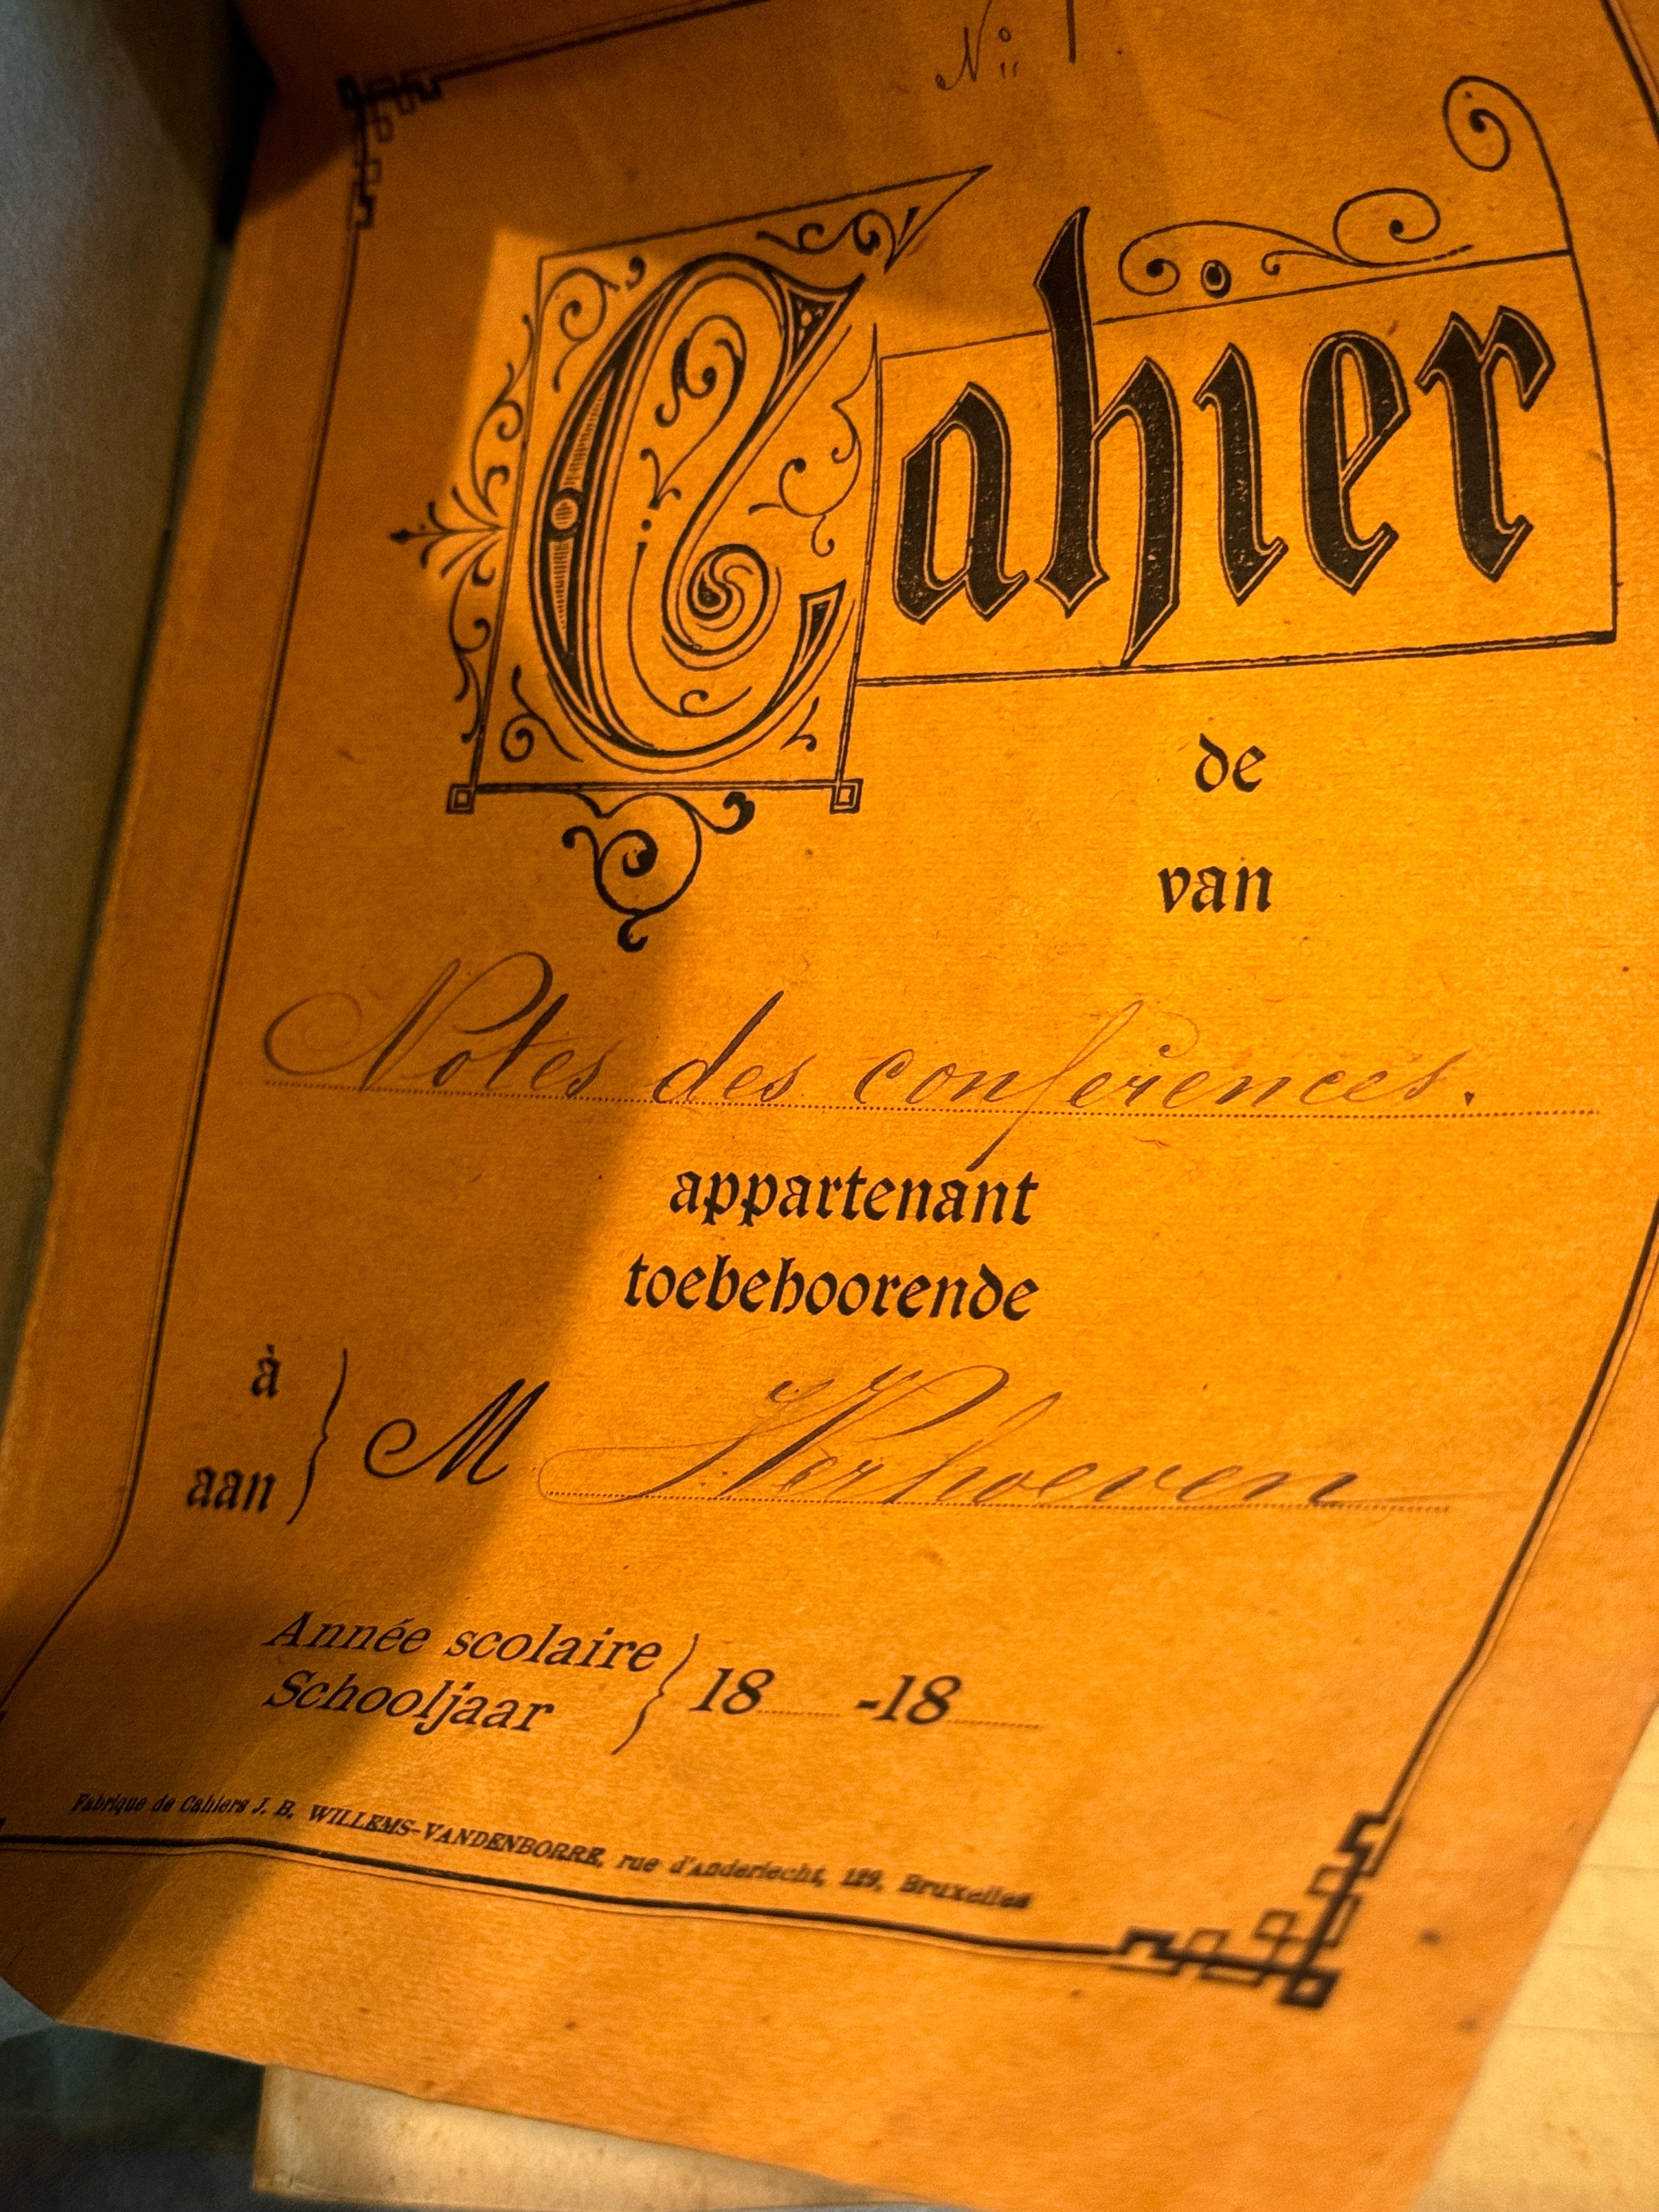 N° 1.
Cahier
de
van
Notes des conférences.
appartenant
toebehoorende
à
aan
M Verhoeven
Année scolaire
Schooljaar
18 -18
Fabrique de Cahiers J. B. WILLEMS-VANDENBORRE, rue d'Anderlecht, 129, Bruxelles